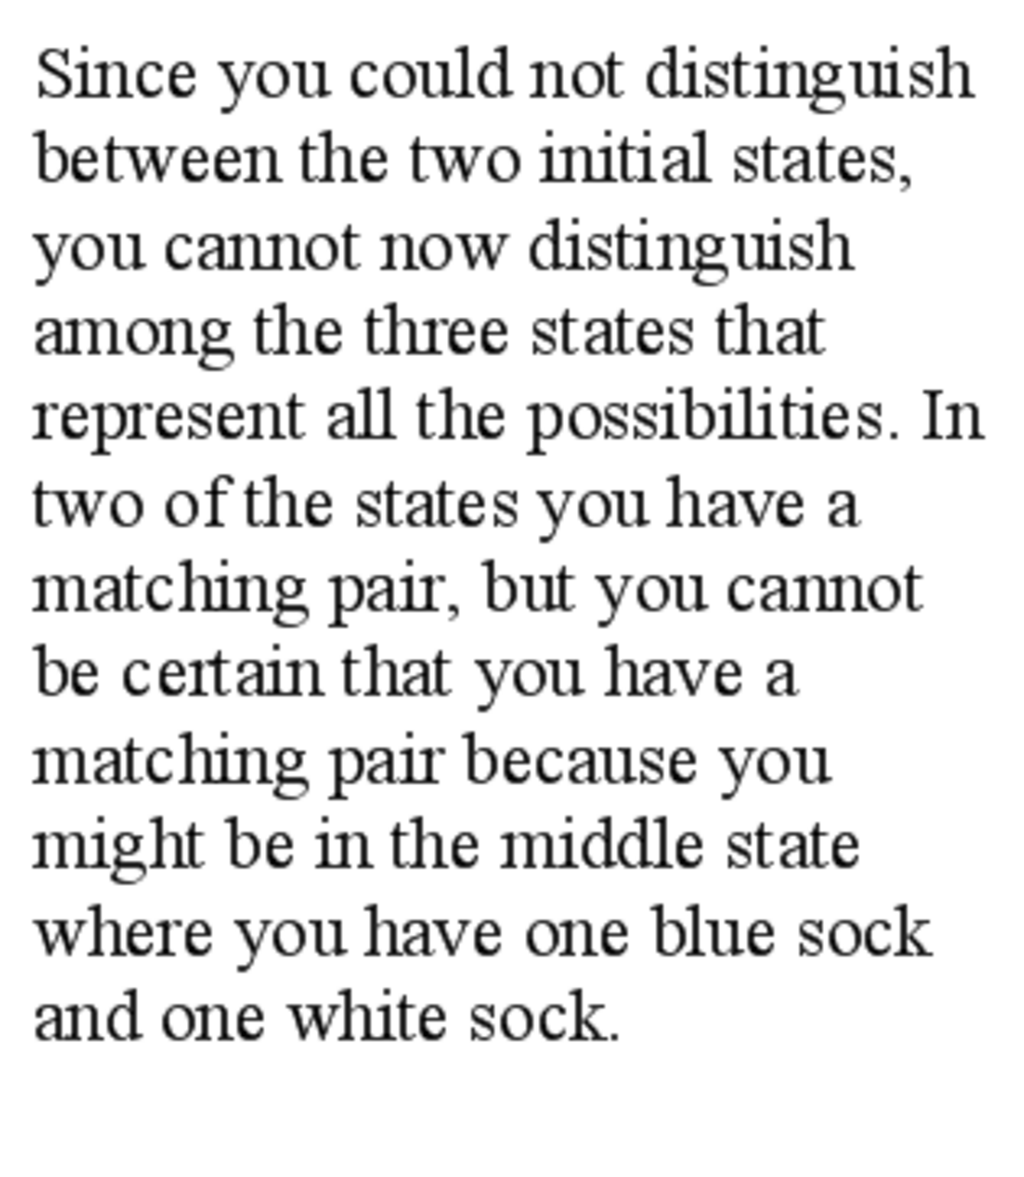 Since you could not distinguish
between the two initial states,
you cannot now distinguish
among the three states that
represent all the possibilities. In
two of the states you have a
matching pair, but you cannot
be certain that you have a
matching pair because you
might be in the middle state
where you have one blue sock
and one white sock.